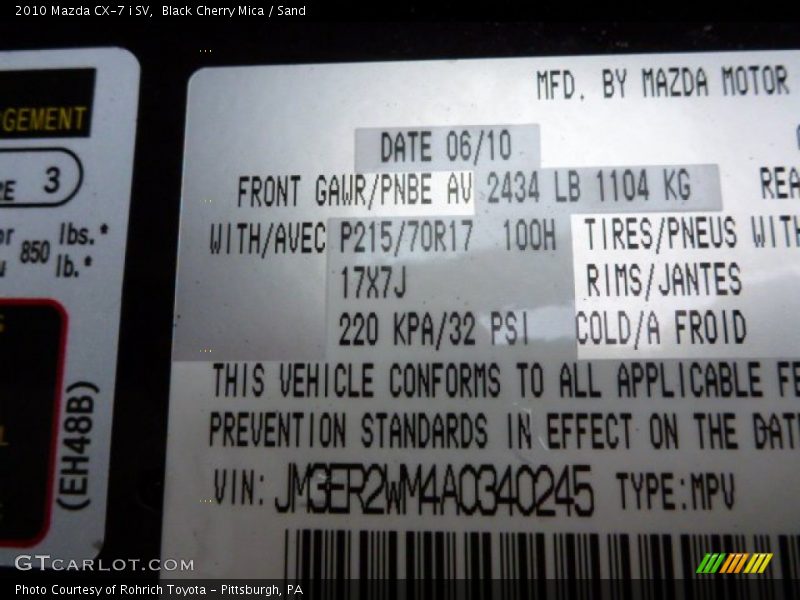 2010 Mazda CX-7 i SV, Black Cherry Mica / Sand
GEMENT
3
850 lbs.*
lb.*
(EH48B)
MFD. BY MAZDA MOTOR
DATE 06/10
FRONT GAWR/PNBE AV 2434 LB 1104 KG
WITH/AVEC P215/70R17 100H TIRES/PNEUS WITH
17X7J RIMS/JANTES
220 KPA/32 PSI COLD/A FROID
THIS VEHICLE CONFORMS TO ALL APPLICABLE FE
PREVENTION STANDARDS IN EFFECT ON THE DAT
VIN: JM3ER2WM4A0340245 TYPE:MPV
GTCARLOT.COM
Photo Courtesy of Rohrich Toyota - Pittsburgh, PA